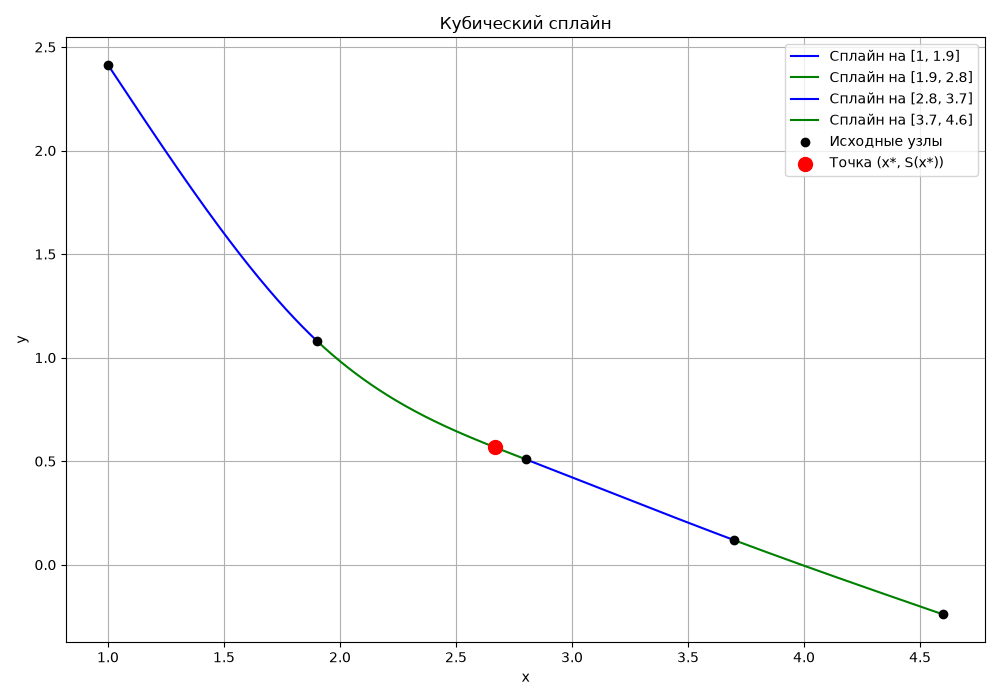 Кубический сплайн
Сплайн на [1, 1.9]
Сплайн на [1.9, 2.8]
Сплайн на [2.8, 3.7]
Сплайн на [3.7, 4.6]
Исходные узлы
Точка (x*, S(x*))
2.5
2.0
1.5
1.0
0.5
0.0
y
1.0 1.5 2.0 2.5 3.0 3.5 4.0 4.5
x